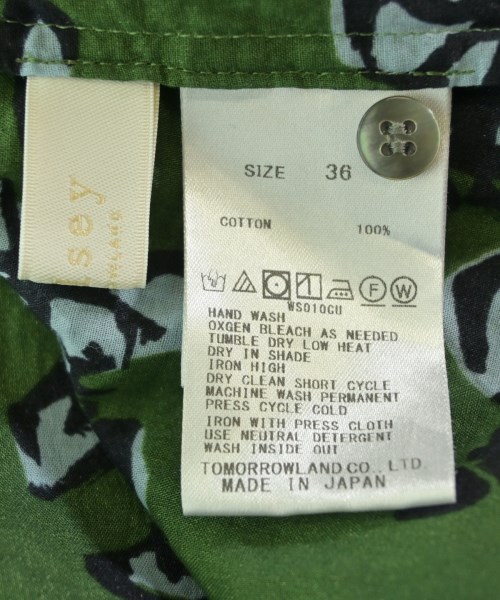 sey
SIZE 36
COTTON 100%
F W
WS010GU
HAND WASH
OXGEN BLEACH AS NEEDED
TUMBLE DRY LOW HEAT
DRY IN SHADE
IRON HIGH
DRY CLEAN SHORT CYCLE
MACHINE WASH PERMANENT
PRESS CYCLE COLD
IRON WITH PRESS CLOTH
USE NEUTRAL DETERGENT
WASH INSIDE OUT
TOMORROWLAND CO., LTD.
MADE IN JAPAN